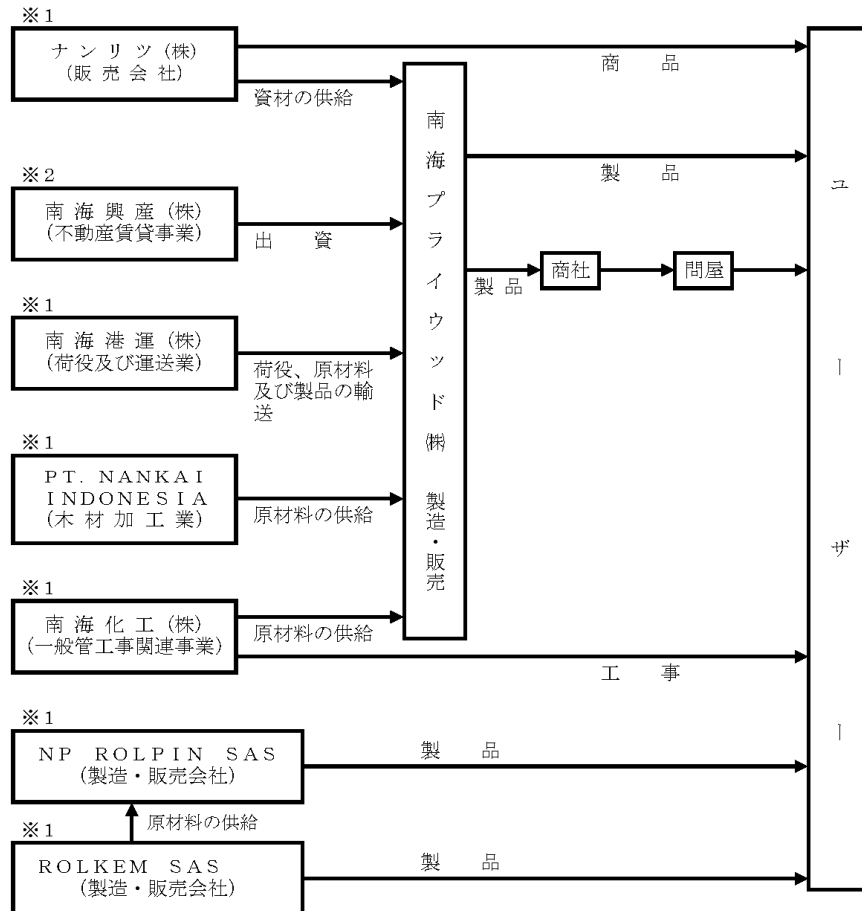 ※1
ナンリツ(株)
(販売会社)
商品
資材の供給
※2
南海興産(株)
(不動産賃貸事業)
出資
※1
南海港運(株)
(荷役及び運送業)
荷役、原材料
及び製品の輸
送
※1
PT. NANKAI
INDONESIA
(木材加工業)
原材料の供給
※1
南海化工(株)
(一般管工事関連事業)
原材料の供給
工事
南海プライウッド㈱ 製造・販売
製品
製品
商社
問屋
ユーザー
※1
NP ROLPIN SAS
(製造・販売会社)
製品
原材料の供給
※1
ROLKEM SAS
(製造・販売会社)
製品